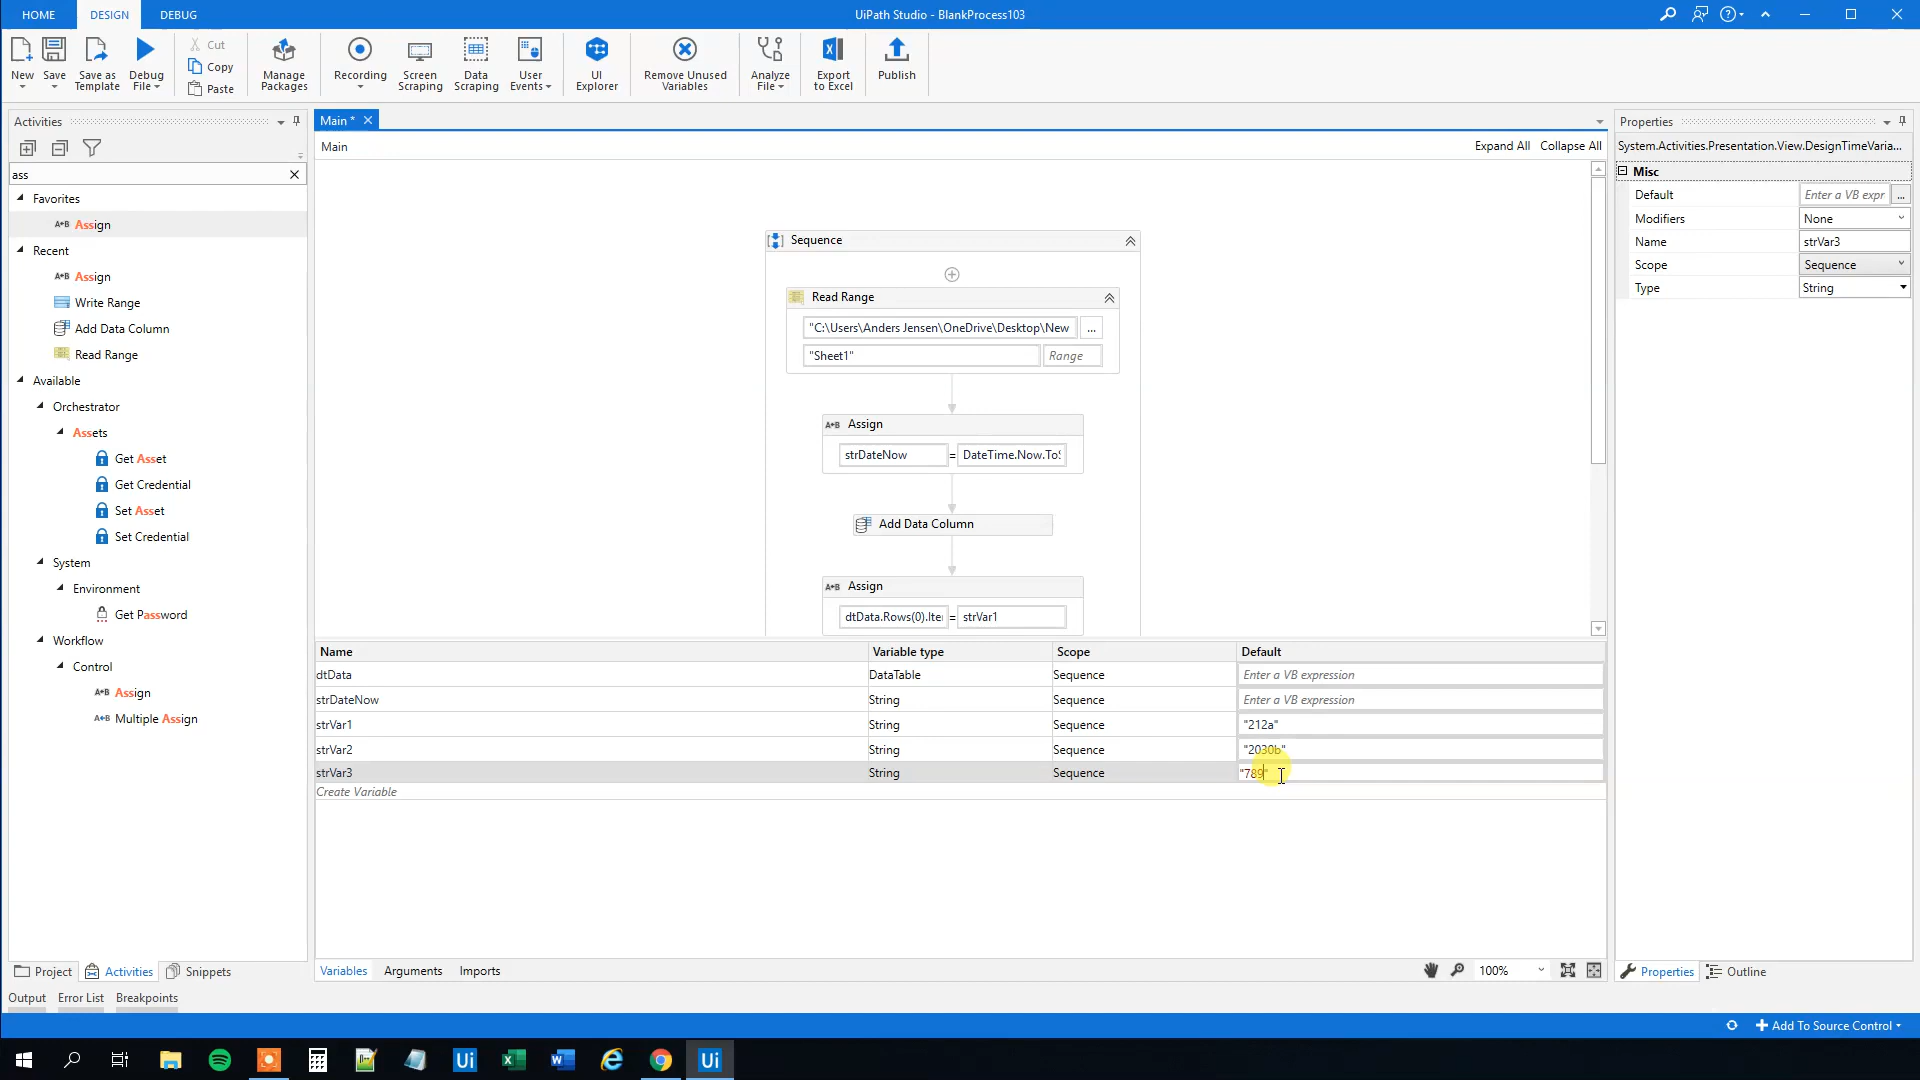 HOME
DESIGN
DEBUG
UiPath Studio - BlankProcess103
New
Save
Save as Template
Debug File
Cut
Copy
Paste
Manage Packages
Recording
Screen Scraping
Data Scraping
User Events
UI Explorer
Remove Unused Variables
Analyze File
Export to Excel
Publish
Activities
ass
Favorites
A+B Assign
Recent
A+B Assign
Write Range
Add Data Column
Read Range
Available
Orchestrator
Assets
Get Asset
Get Credential
Set Asset
Set Credential
System
Environment
Get Password
Workflow
Control
A+B Assign
A+B Multiple Assign
Main *
Main
Expand All
Collapse All
Sequence
Read Range
"C:\Users\Anders Jensen\OneDrive\Desktop\New
...
"Sheet1"
Range
A+B Assign
strDateNow = DateTime.Now.ToS
Add Data Column
A+B Assign
dtData.Rows(0).Ite = strVar1
Name Variable type Scope Default
dtData DataTable Sequence Enter a VB expression
strDateNow String Sequence Enter a VB expression
strVar1 String Sequence "212a"
strVar2 String Sequence "2030b"
strVar3 String Sequence "789"
Create Variable
Variables
Arguments
Imports
100%
Properties
System.Activities.Presentation.View.DesignTimeVaria...
Misc
Default Enter a VB expr ...
Modifiers None
Name strVar3
Scope Sequence
Type String
Project
Activities
Snippets
Properties
Outline
Output
Error List
Breakpoints
Add To Source Control
Ui
Ui